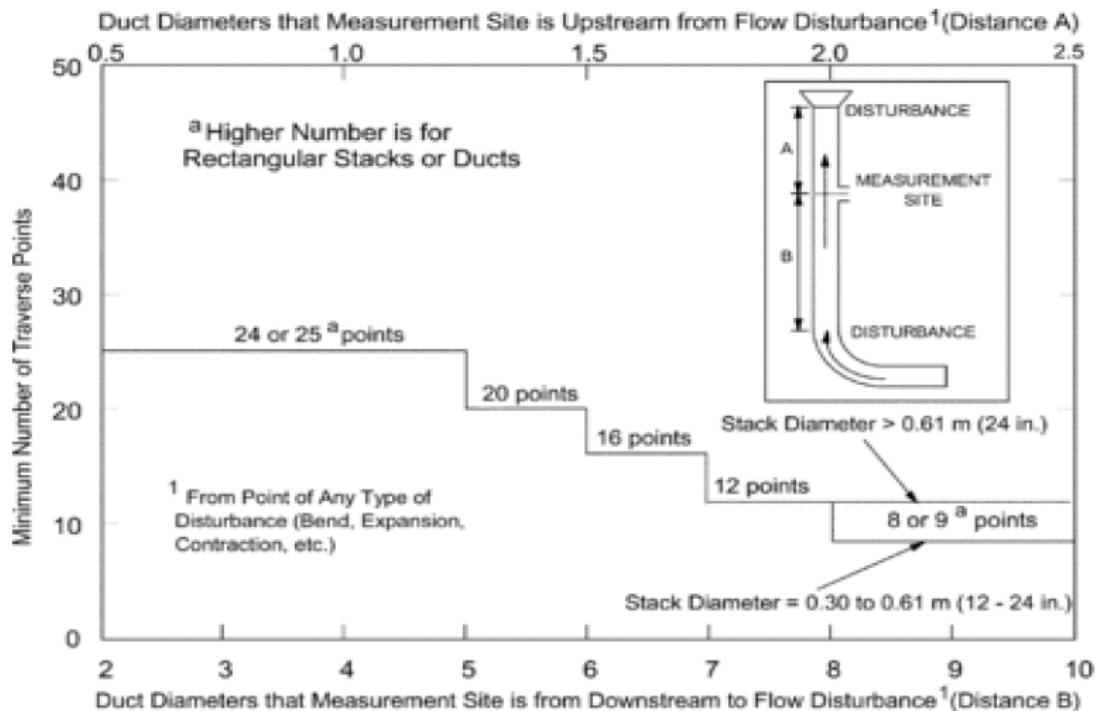 Duct Diameters that Measurement Site is Upstream from Flow Disturbance¹(Distance A)
0.5 1.0 1.5 2.0 2.5
50
40
30
20
10
0
Minimum Number of Traverse Points
a Higher Number is for
Rectangular Stacks or Ducts
DISTURBANCE
A
MEASUREMENT
SITE
B
DISTURBANCE
24 or 25 a points
20 points
16 points
12 points
Stack Diameter > 0.61 m (24 in.)
8 or 9 a points
Stack Diameter = 0.30 to 0.61 m (12 - 24 in.)
1 From Point of Any Type of
Disturbance (Bend, Expansion,
Contraction, etc.)
2 3 4 5 6 7 8 9 10
Duct Diameters that Measurement Site is from Downstream to Flow Disturbance¹(Distance B)